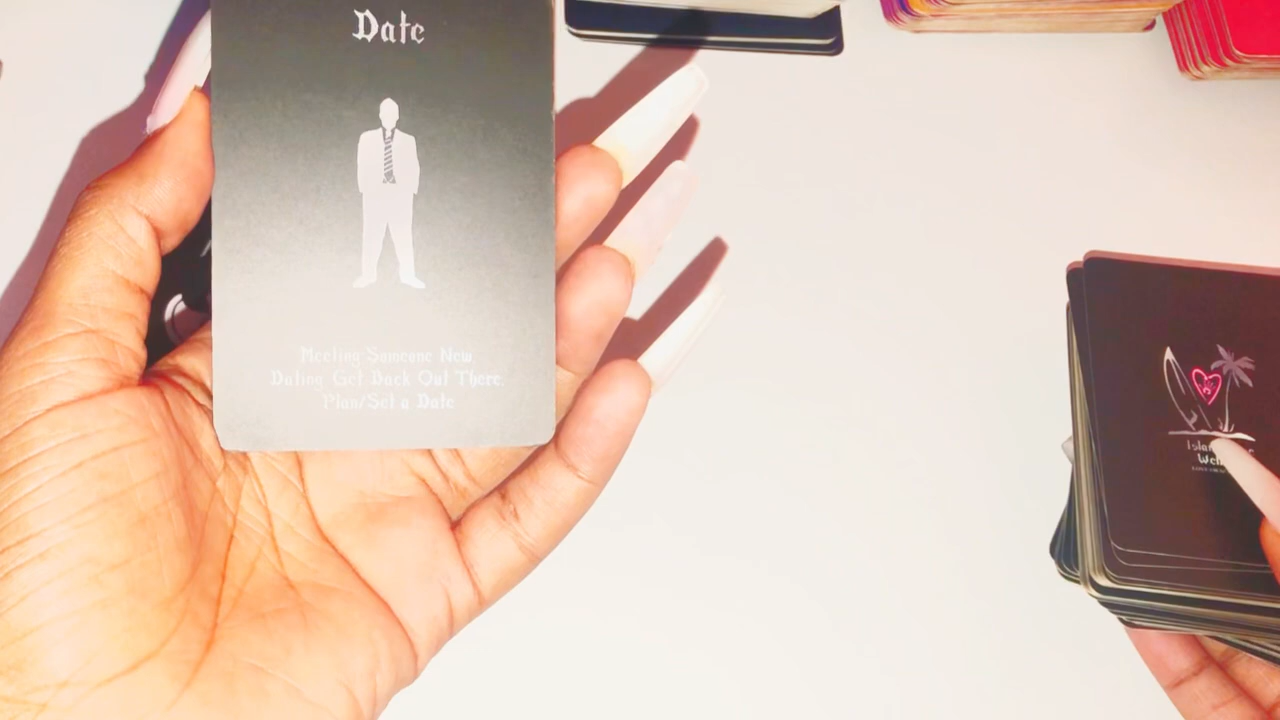 Date
Meeting Someone New,
Dating, Get Back Out There,
Plan/Set a Date